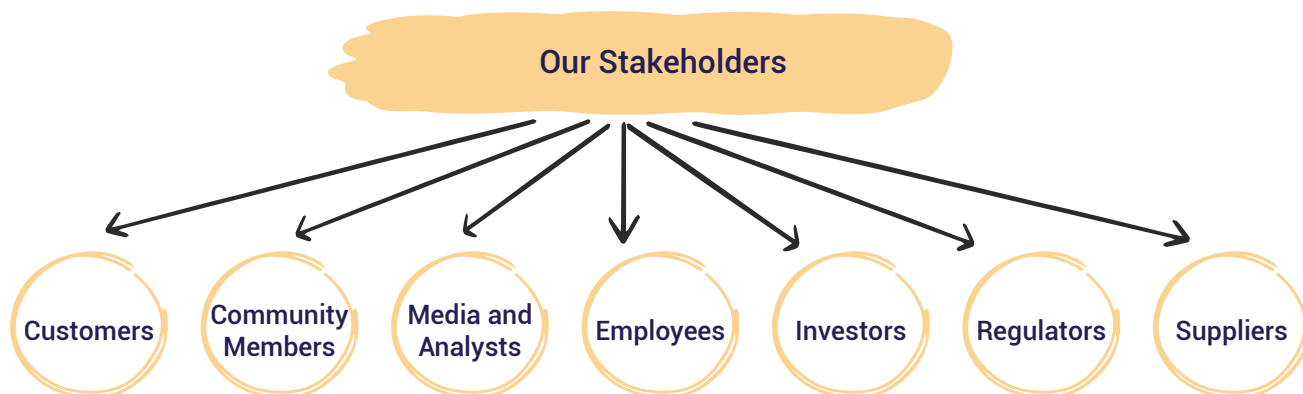 Our Stakeholders
Customers
Community
Members
Media and
Analysts
Employees
Investors
Regulators
Suppliers